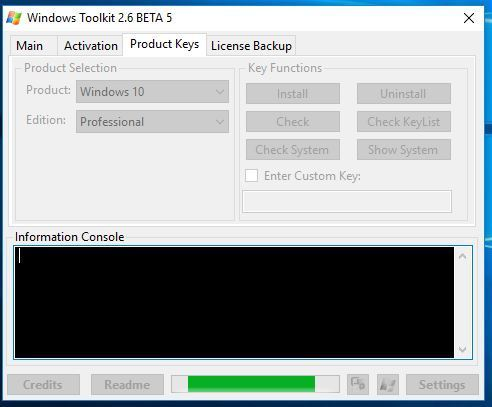 Windows Toolkit 2.6 BETA 5
Main Activation Product Keys License Backup
Product Selection
Product: Windows 10
Edition: Professional
Key Functions
Install Uninstall
Check Check KeyList
Check System Show System
Enter Custom Key:
Information Console
Credits Readme Settings